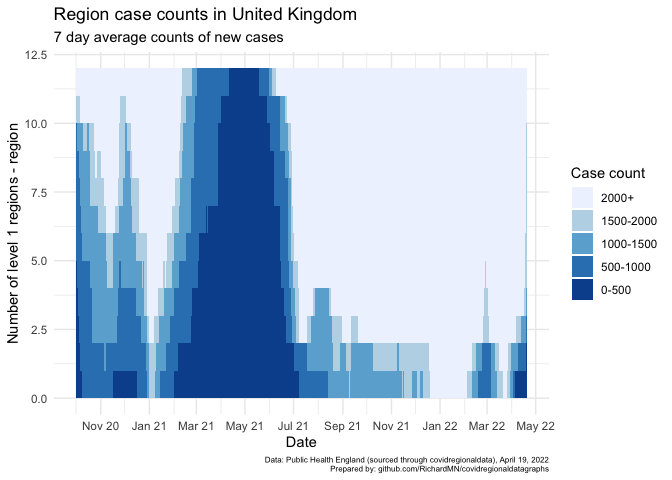 Region case counts in United Kingdom
7 day average counts of new cases
12.5
10.0
7.5
5.0
2.5
0.0
Number of level 1 regions - region
Nov 20 Jan 21 Mar 21 May 21 Jul 21 Sep 21 Nov 21 Jan 22 Mar 22 May 22
Date
Case count
2000+
1500-2000
1000-1500
500-1000
0-500
Data: Public Health England (sourced through covidregionaldata), April 19, 2022
Prepared by: github.com/RichardMN/covidregionaldatagraphs